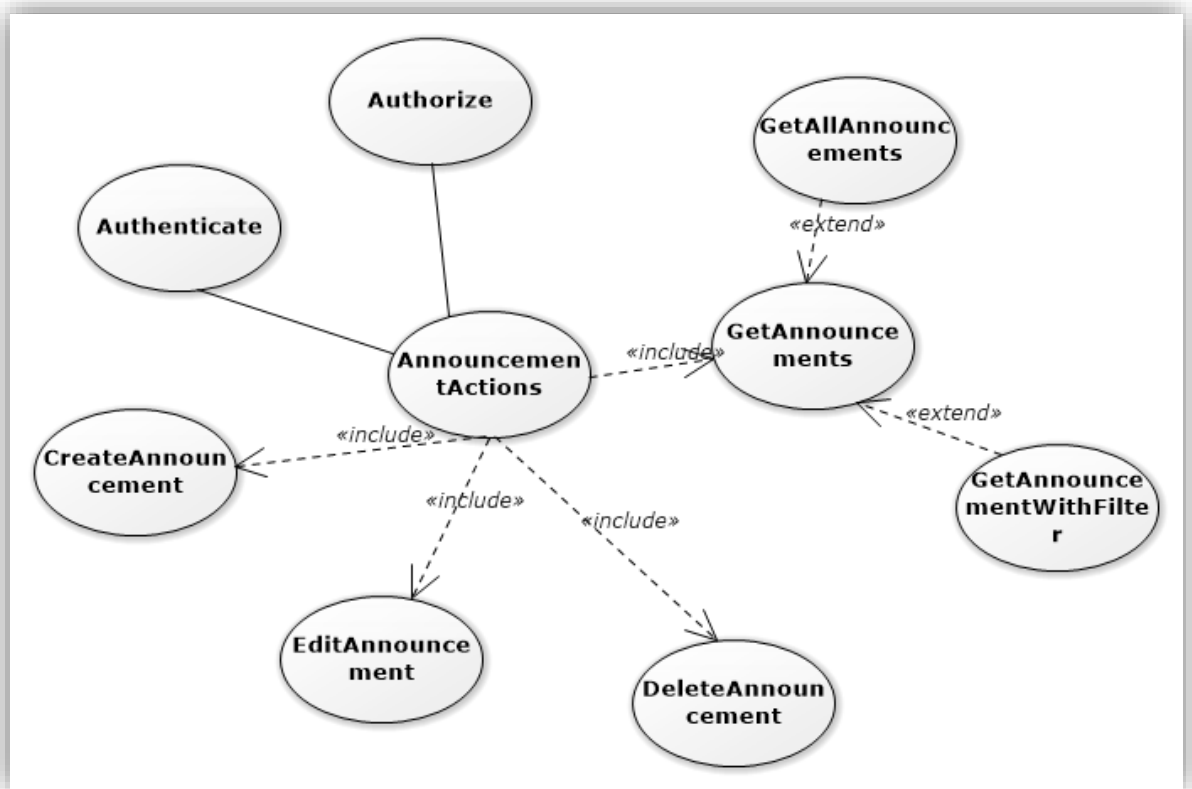 Authorize
GetAllAnnounc
ements
Authenticate
«extend»
GetAnnounce
ments
«include»
Announcemen
tActions
«extend»
«include»
CreateAnnoun
cement
GetAnnounce
mentWithFilte
r
«include»
«include»
EditAnnounce
ment
DeleteAnnoun
cement